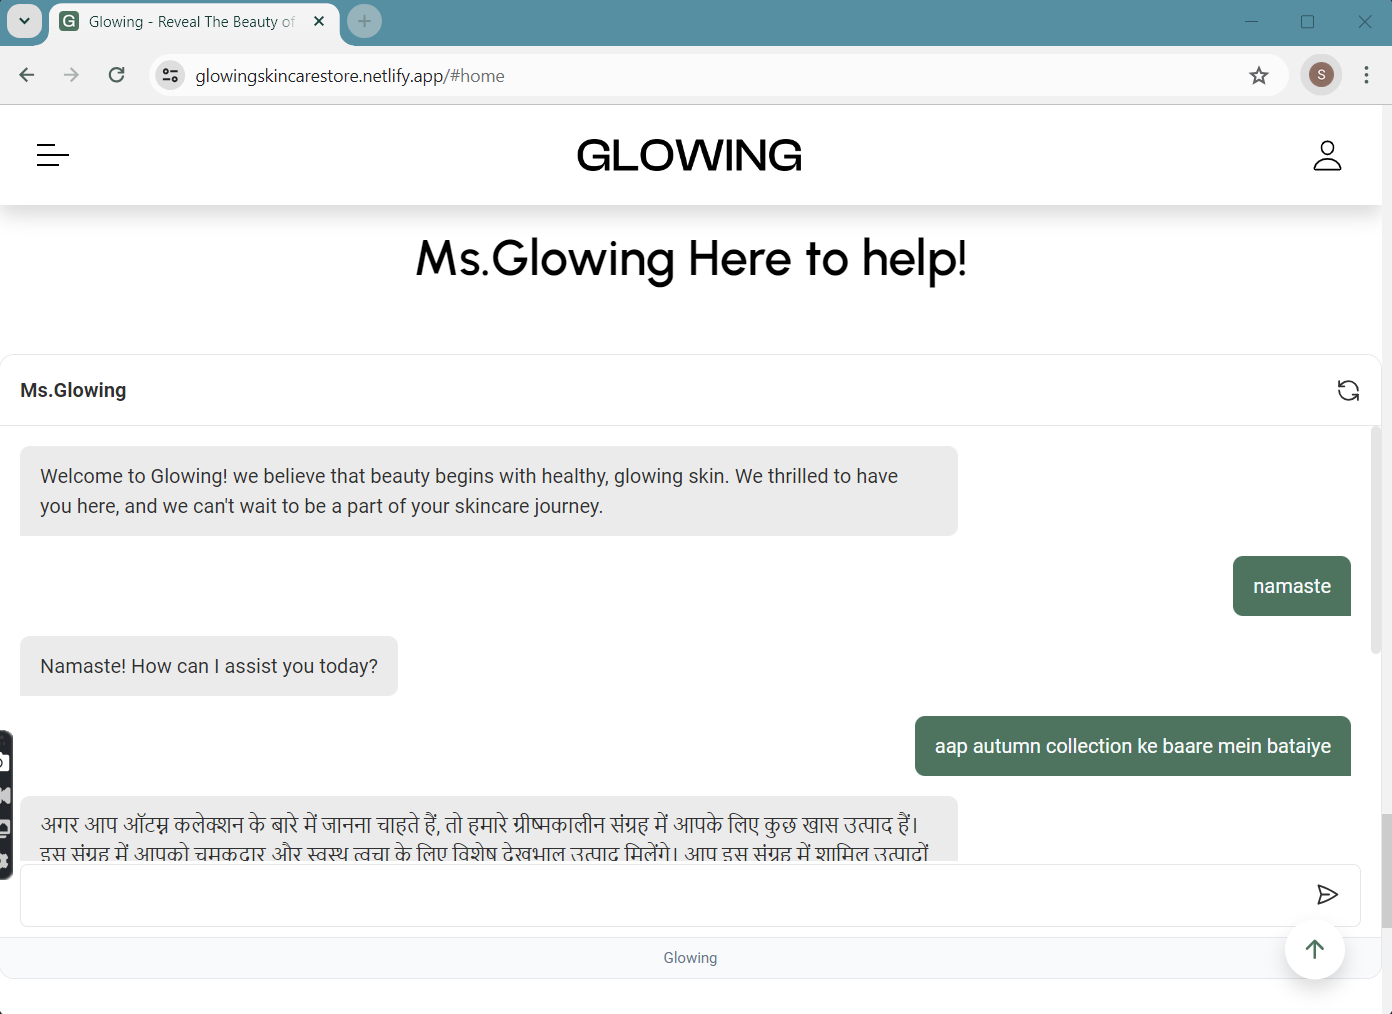 Glowing - Reveal The Beauty of
glowingskincarestore.netlify.app/#home
S
GLOWING
Ms.Glowing Here to help!
Ms.Glowing
Welcome to Glowing! we believe that beauty begins with healthy, glowing skin. We thrilled to have
you here, and we can't wait to be a part of your skincare journey.
namaste
Namaste! How can I assist you today?
aap autumn collection ke baare mein bataiye
अगर आप ऑटम्न कलेक्शन के बारे में जानना चाहते हैं, तो हमारे ग्रीष्मकालीन संग्रह में आपके लिए कुछ खास उत्पाद हैं।
इस संग्रह में आपको चमकदार और स्वस्थ त्वचा के लिए विशेष देखभाल उत्पाद मिलेंगे। आप इस संग्रह में शामिल उत्पादों
Glowing